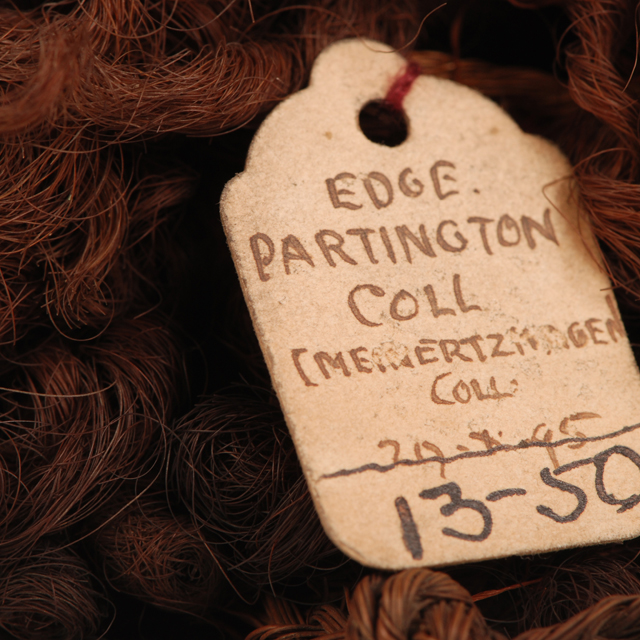 EDGE.
PARTINGTON
COLL
[MEINERTZHAGEN
COLL.
13-50